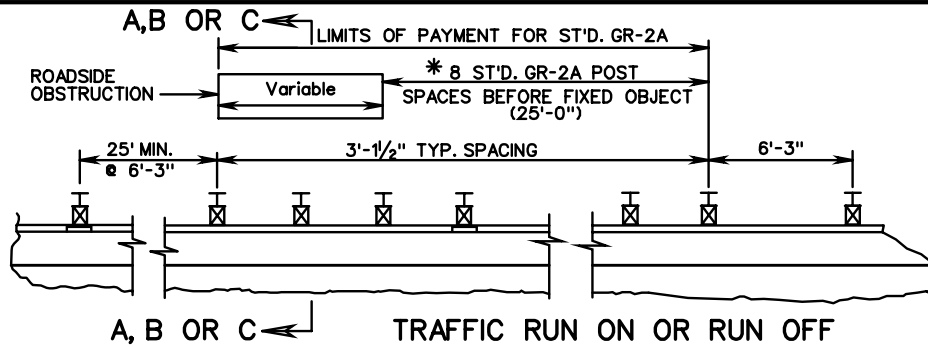 A,B OR C
LIMITS OF PAYMENT FOR ST'D. GR-2A
ROADSIDE
OBSTRUCTION
Variable
* 8 ST'D. GR-2A POST
SPACES BEFORE FIXED OBJECT
(25'-0")
25' MIN.
@ 6'-3"
3'-1½" TYP. SPACING
6'-3"
A, B OR C
TRAFFIC RUN ON OR RUN OFF